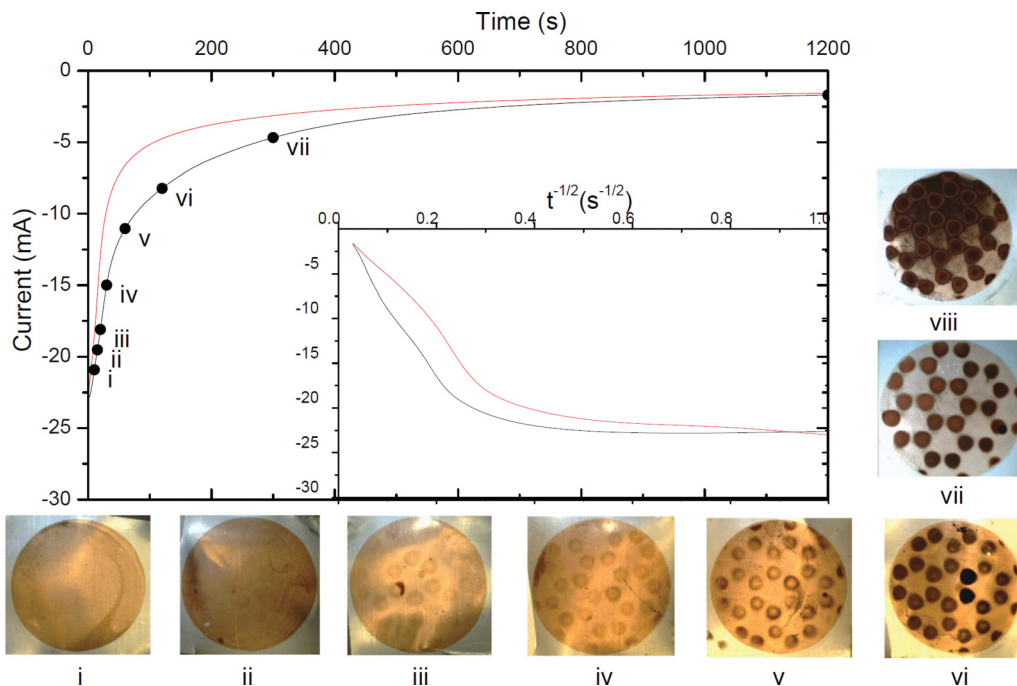 Time (s)
0 200 400 600 800 1000 1200
0
-5
-10
-15
-20
-25
-30
Current (mA)
vii
vi
v
iv
iii
ii
i
t-1/2(s-1/2)
0.0 0.2 0.4 0.6 0.8 1.0
-5
-10
-15
-20
-25
-30
viii
vii
i ii iii iv v vi